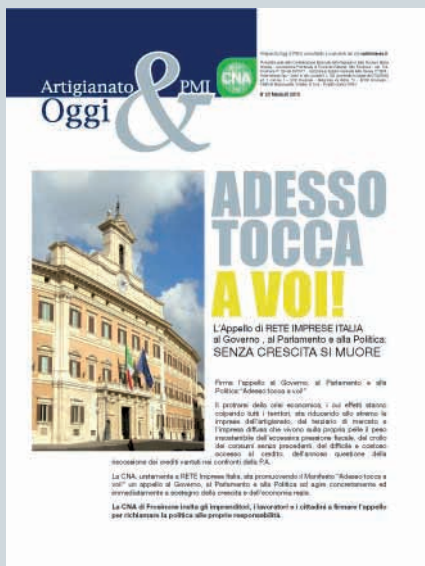 Artigianato & PMI
Oggi
CNA
ADESSO
TOCCA
A VOI!
L'Appello di RETE IMPRESE ITALIA
al Governo , al Parlamento e alla Politica:
SENZA CRESCITA SI MUORE
Firma l'appello al Governo, al Parlamento e alla
Politica: "Adesso tocca a voi!"
Il protrarsi della crisi economica, i cui effetti stanno
colpendo tutti i territori, sta riducendo allo stremo le
imprese dell'artigianato, del terziario di mercato e
l'impresa diffusa che vivono sulla propria pelle il peso
insostenibile dell'eccessiva pressione fiscale, del crollo
dei consumi senza precedenti, del difficile e costoso
accesso al credito, dell'annosa questione della
riscossione dei crediti vantati nei confronti della P.A.
La CNA, unitamente a RETE Imprese Italia, sta promuovendo il Manifesto "Adesso tocca a
voi!" un appello al Governo, al Parlamento e alla Politica ad agire concretamente ed
immediatamente a sostegno della crescita e dell'economia reale.
La CNA di Frosinone invita gli imprenditori, i lavoratori e i cittadini a firmare l'appello
per richiamare la politica alle proprie responsabilità.